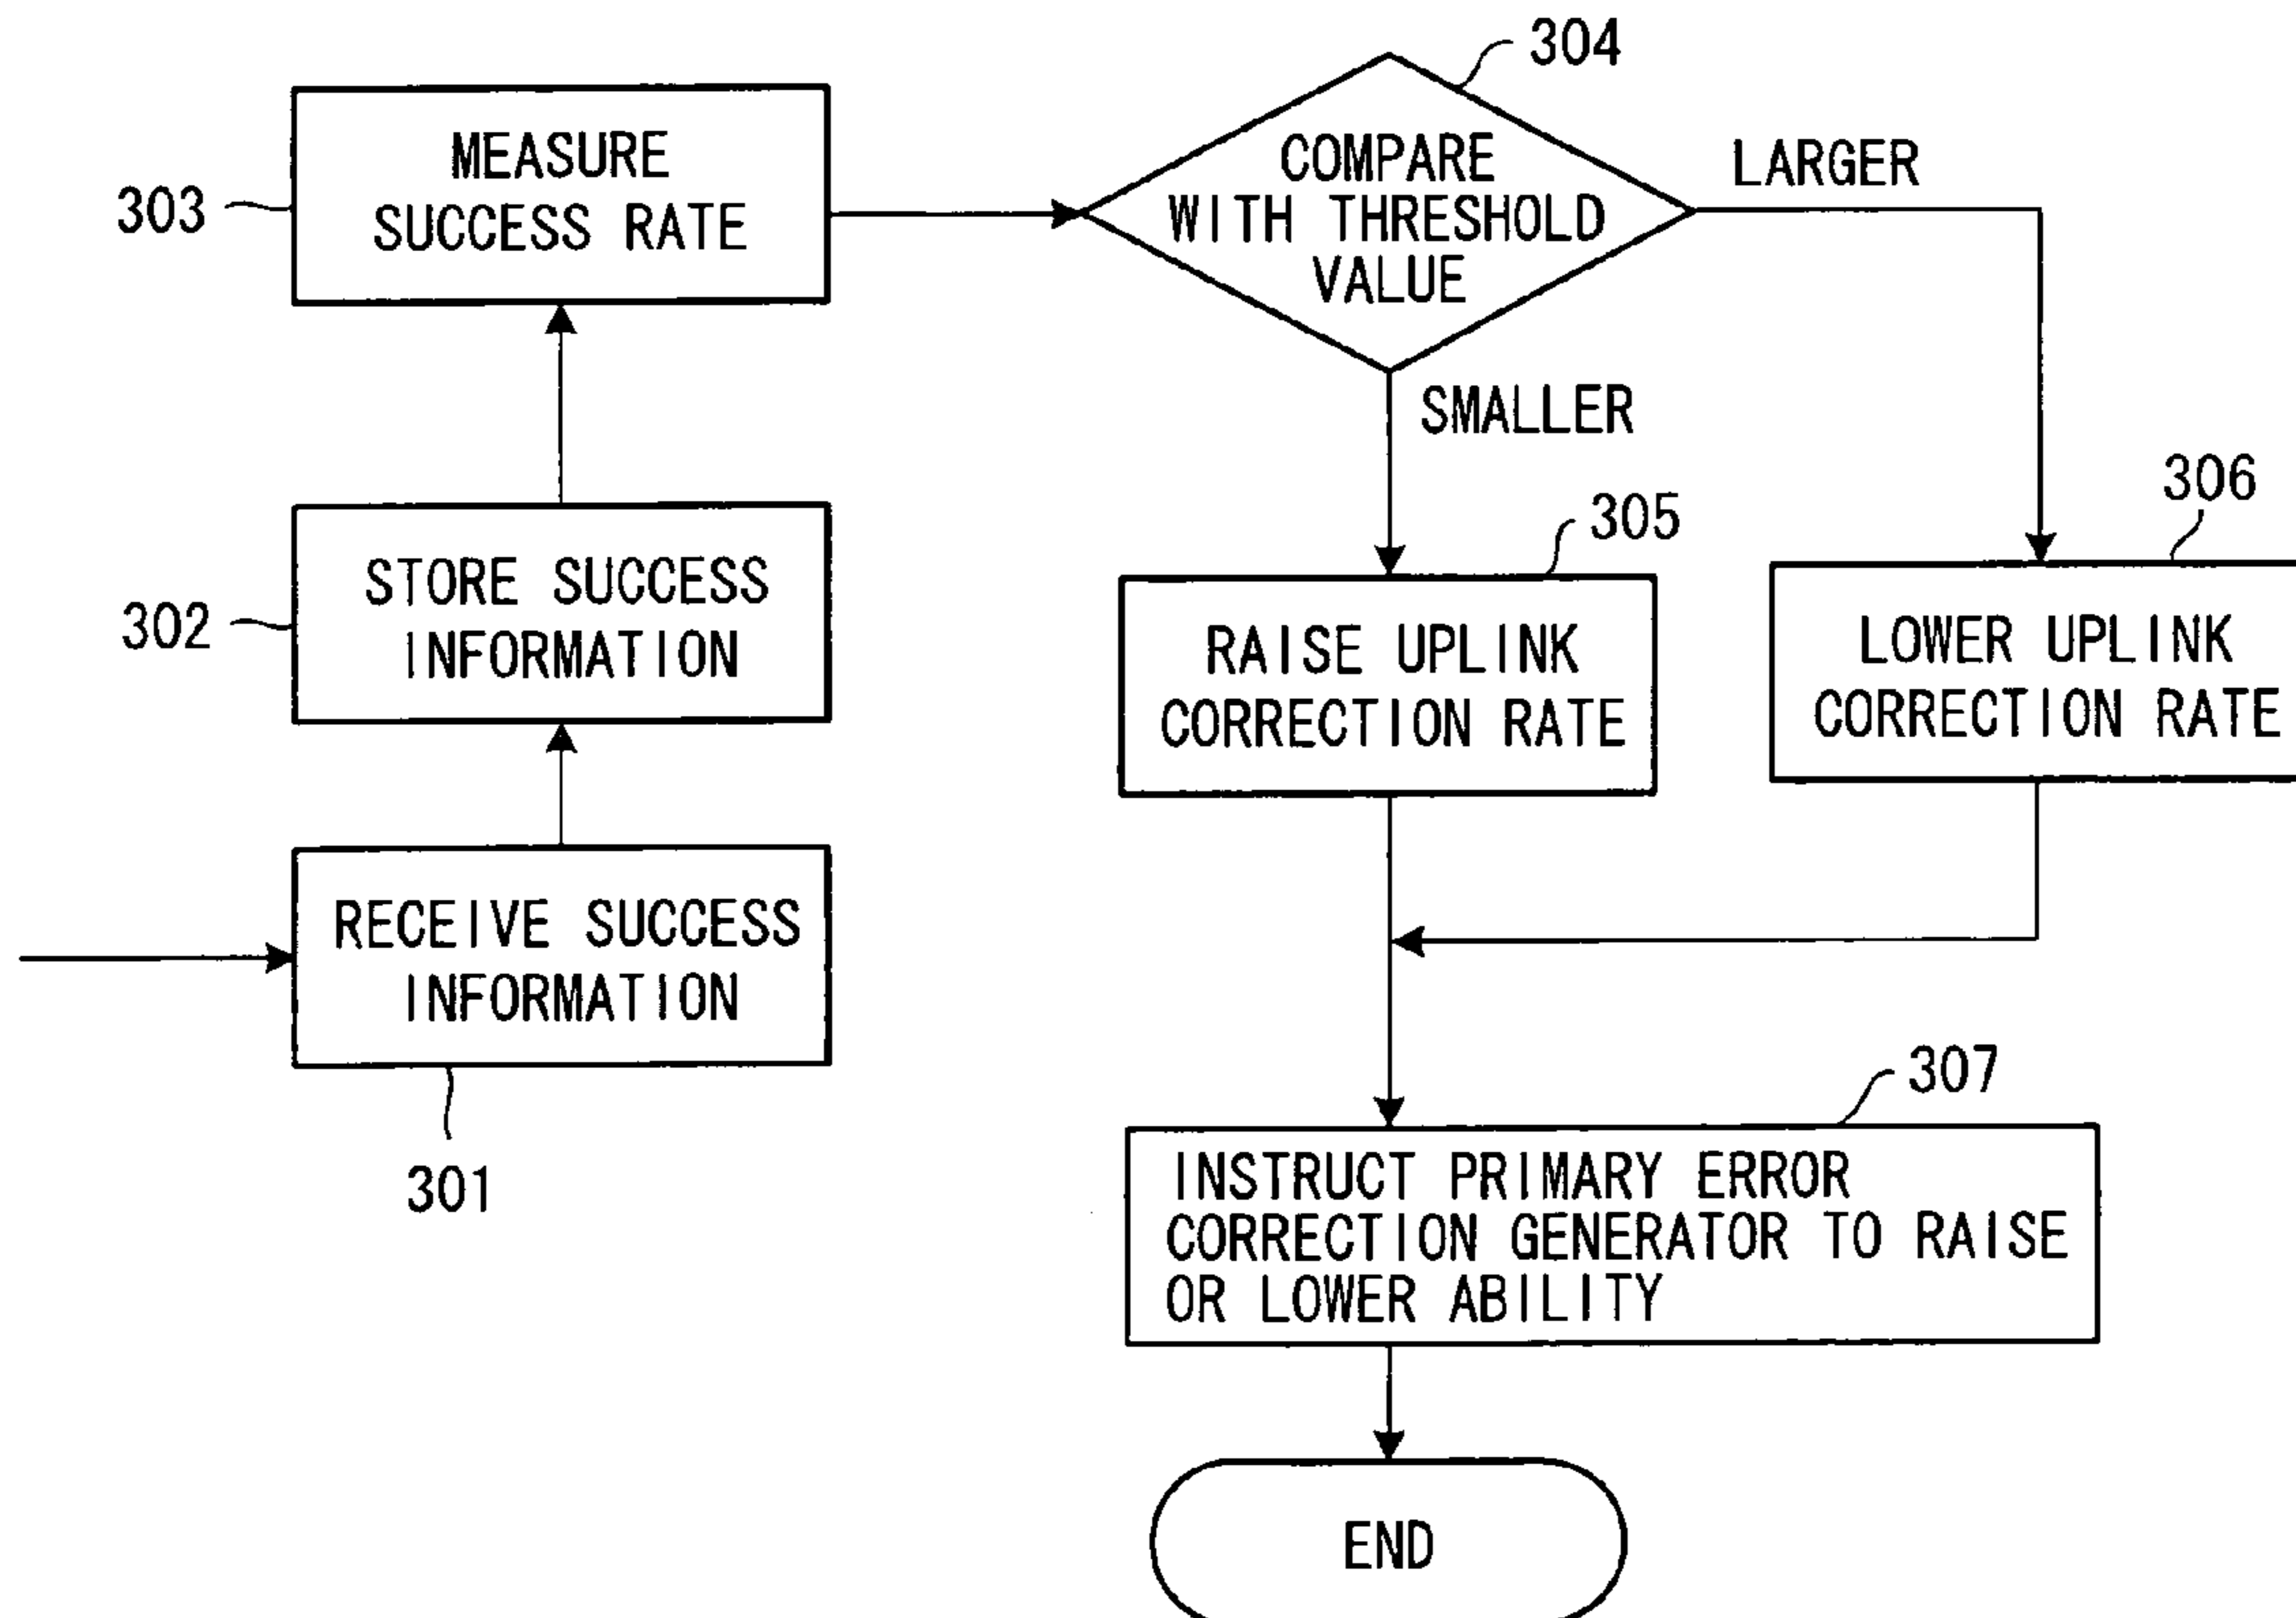 304
MEASURE
SUCCESS RATE
303
COMPARE
WITH THRESHOLD
VALUE
LARGER
SMALLER
STORE SUCCESS
INFORMATION
302
305
RAISE UPLINK
CORRECTION RATE
306
LOWER UPLINK
CORRECTION RATE
RECEIVE SUCCESS
INFORMATION
301
307
INSTRUCT PRIMARY ERROR
CORRECTION GENERATOR TO RAISE
OR LOWER ABILITY
END